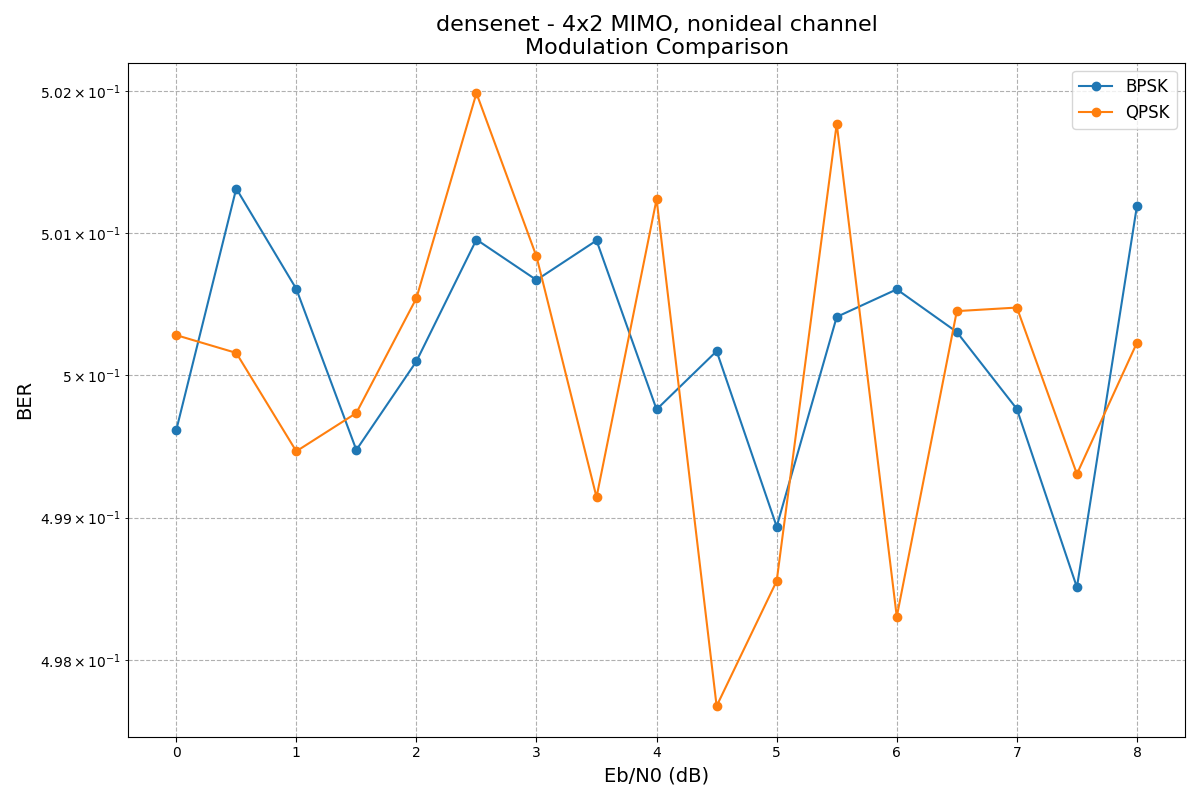 densenet - 4x2 MIMO, nonideal channel
Modulation Comparison
BPSK
QPSK
BER
5.02 × 10⁻¹
5.01 × 10⁻¹
5 × 10⁻¹
4.99 × 10⁻¹
4.98 × 10⁻¹
0 1 2 3 4 5 6 7 8
Eb/N0 (dB)